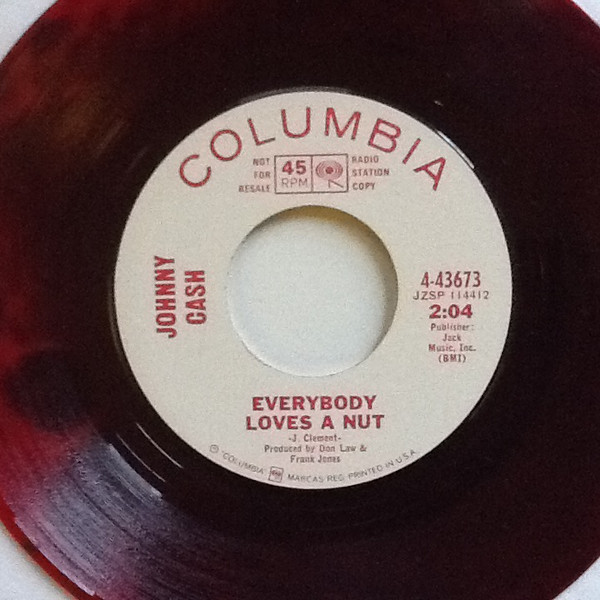 COLUMBIA
NOT
FOR
RESALE
45
RPM
RADIO
STATION
COPY
JOHNNY
CASH
4-43673
JZSP 114412
2:04
Publisher:
Jack
Music, Inc.
(BMI)
EVERYBODY
LOVES A NUT
-J. Clement-
Produced by Don Law &
Frank Jones
© "COLUMBIA" MARCAS REG. PRINTED IN U.S.A.